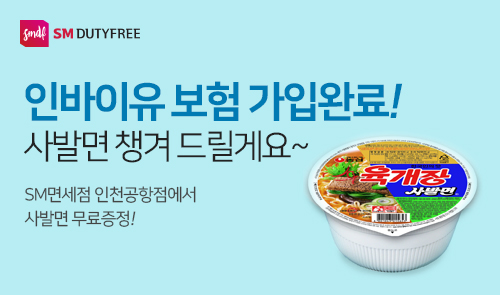 smdf SM DUTYFREE
인바이유 보험 가입완료!
사발면 챙겨 드릴게요~
SM면세점 인천공항점에서
사발면 무료증정!
농심
육개장
사발면